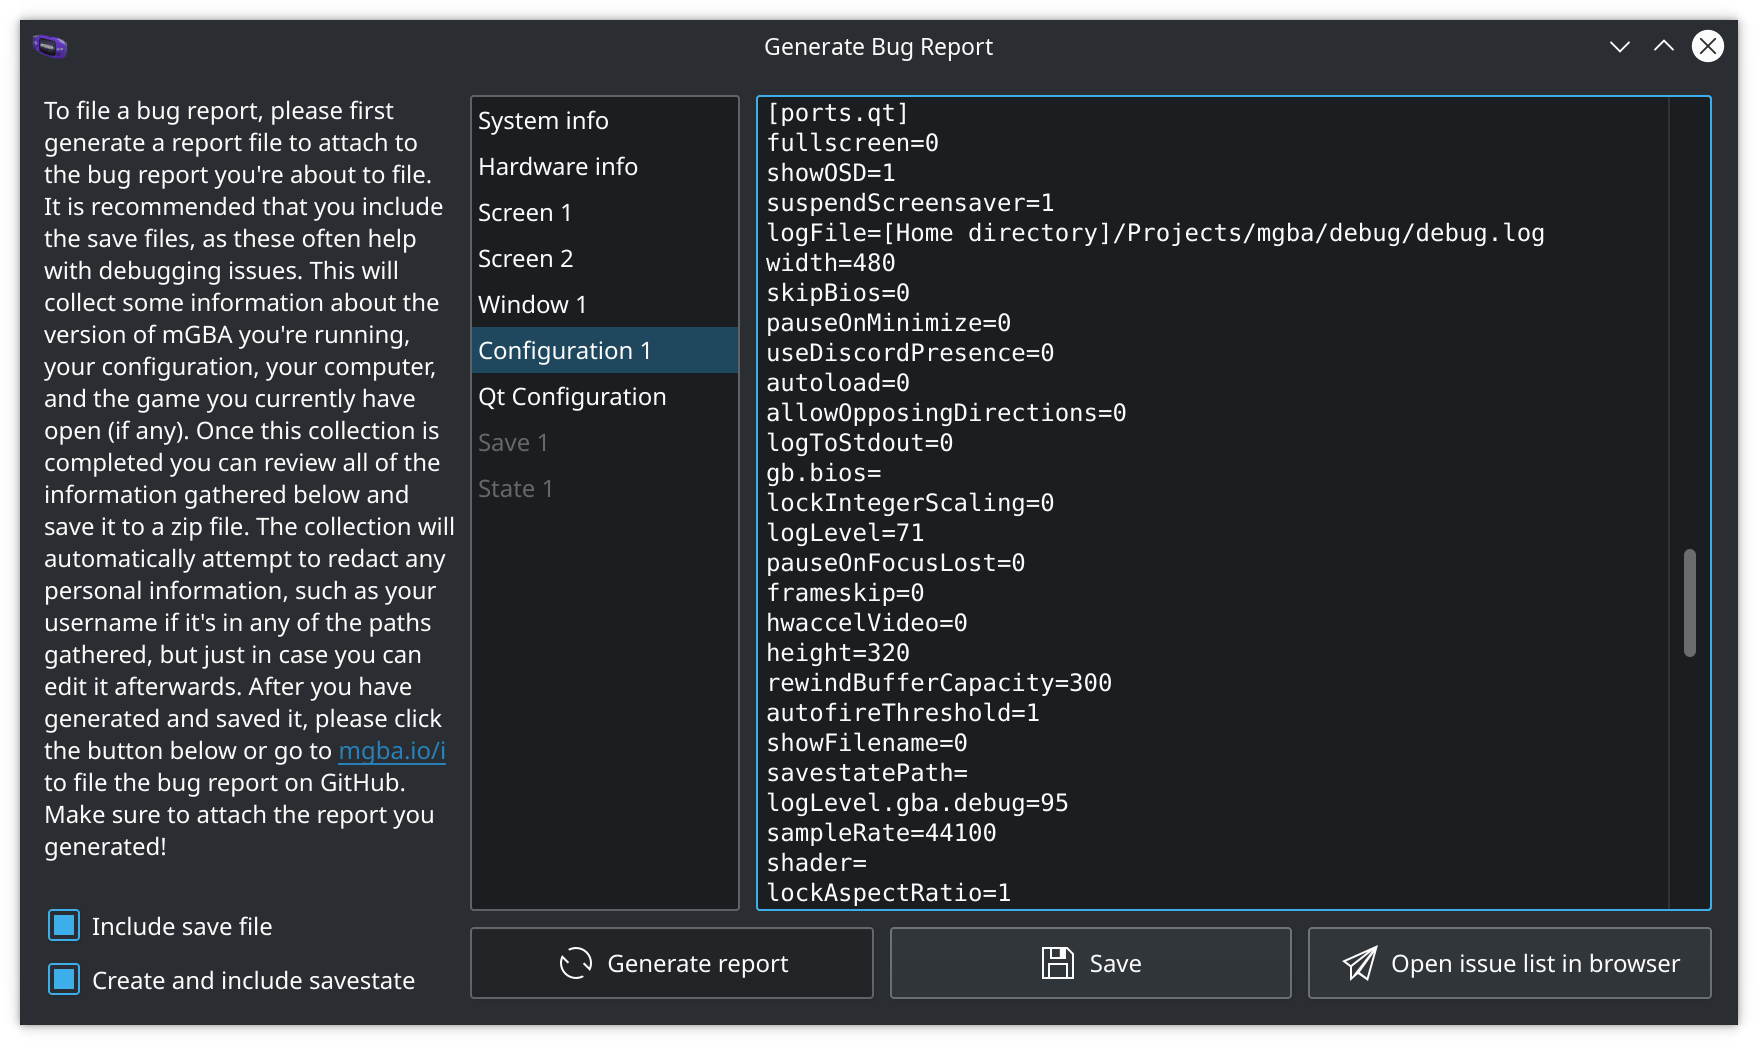 Generate Bug Report
To file a bug report, please first
generate a report file to attach to
the bug report you're about to file.
It is recommended that you include
the save files, as these often help
with debugging issues. This will
collect some information about the
version of mGBA you're running,
your configuration, your computer,
and the game you currently have
open (if any). Once this collection is
completed you can review all of the
information gathered below and
save it to a zip file. The collection will
automatically attempt to redact any
personal information, such as your
username if it's in any of the paths
gathered, but just in case you can
edit it afterwards. After you have
generated and saved it, please click
the button below or go to mgba.io/i
to file the bug report on GitHub.
Make sure to attach the report you
generated!
Include save file
Create and include savestate
System info
Hardware info
Screen 1
Screen 2
Window 1
Configuration 1
Qt Configuration
Save 1
State 1
[ports.qt]
fullscreen=0
showOSD=1
suspendScreensaver=1
logFile=[Home directory]/Projects/mgba/debug/debug.log
width=480
skipBios=0
pauseOnMinimize=0
useDiscordPresence=0
autoload=0
allowOpposingDirections=0
logToStdout=0
gb.bios=
lockIntegerScaling=0
logLevel=71
pauseOnFocusLost=0
frameskip=0
hwaccelVideo=0
height=320
rewindBufferCapacity=300
autofireThreshold=1
showFilename=0
savestatePath=
logLevel.gba.debug=95
sampleRate=44100
shader=
lockAspectRatio=1
Generate report
Save
Open issue list in browser